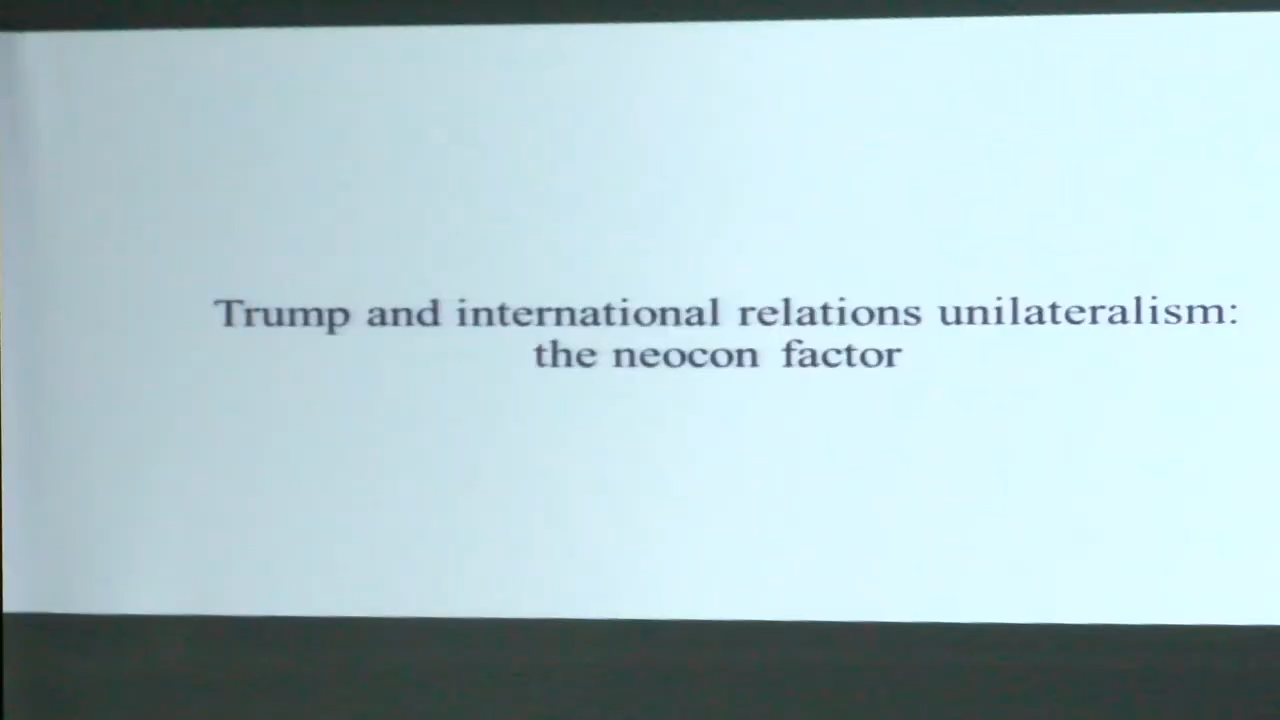 Trump and international relations unilateralism:
the neocon factor